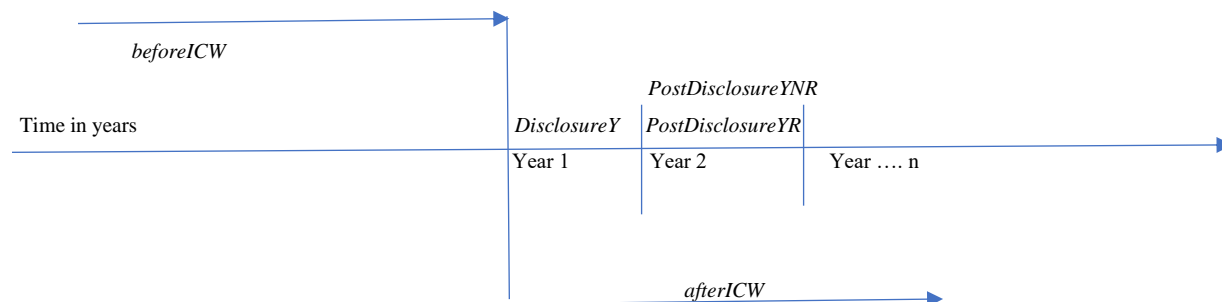 beforeICW
PostDisclosureYNR
Time in years
DisclosureY
PostDisclosureYR
Year 1
Year 2
Year …. n
afterICW